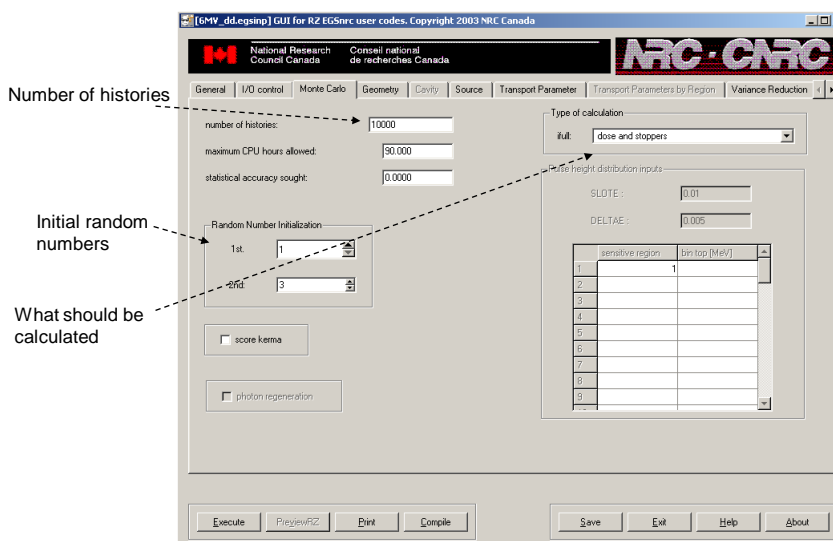 [6MV_dd.egsinp] GUI for RZ EGSnrc user codes. Copyright 2003 NRC Canada
National Research Council Canada
Conseil national de recherches Canada
NRC · CNRC
General I/O control Monte Carlo Geometry Cavity Source Transport Parameter Transport Parameters by Region Variance Reduction
Number of histories
number of histories: 10000
maximum CPU hours allowed: 90.000
statistical accuracy sought: 0.0000
Type of calculation
ifull: dose and stoppers
Pulse height distribution inputs
SLOTE : 0.01
DELTAE : 0.005
sensitive region bin top [MeV]
1 1
2
3
4
5
6
7
8
9
Initial random
numbers
Random Number Initialization
1st. 1
2nd: 3
What should be
calculated
score kerma
photon regeneration
Execute PreviewRZ Print Compile
Save Exit Help About